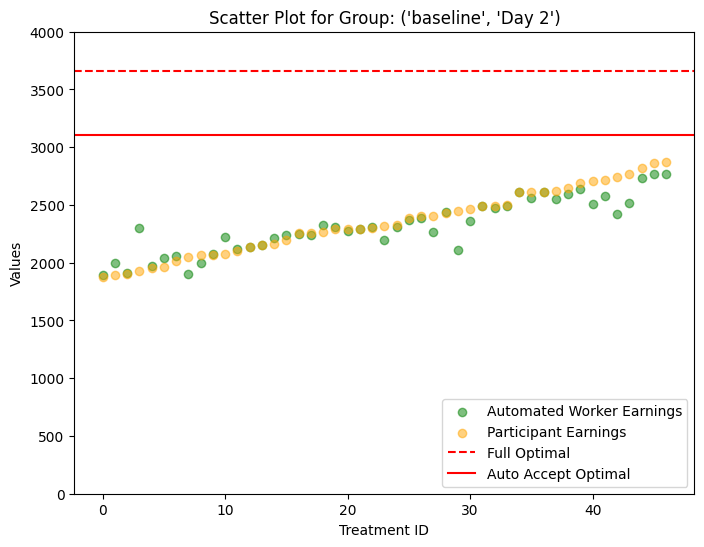 Scatter Plot for Group: ('baseline', 'Day 2')
4000
3500
3000
2500
2000
1500
1000
500
0
Values
0 10 20 30 40
Treatment ID
Automated Worker Earnings
Participant Earnings
Full Optimal
Auto Accept Optimal